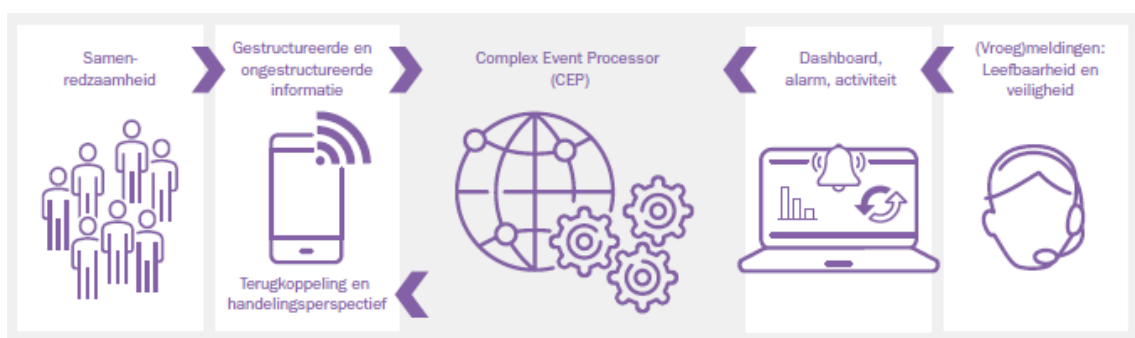 Samen-
redzaamheid
Gestructureerde en
ongestructureerde
informatie
Terugkoppeling en
handelingsperspectief
Complex Event Processor
(CEP)
Dashboard,
alarm, activiteit
(Vroeg)meldingen:
Leefbaarheid en
veiligheid